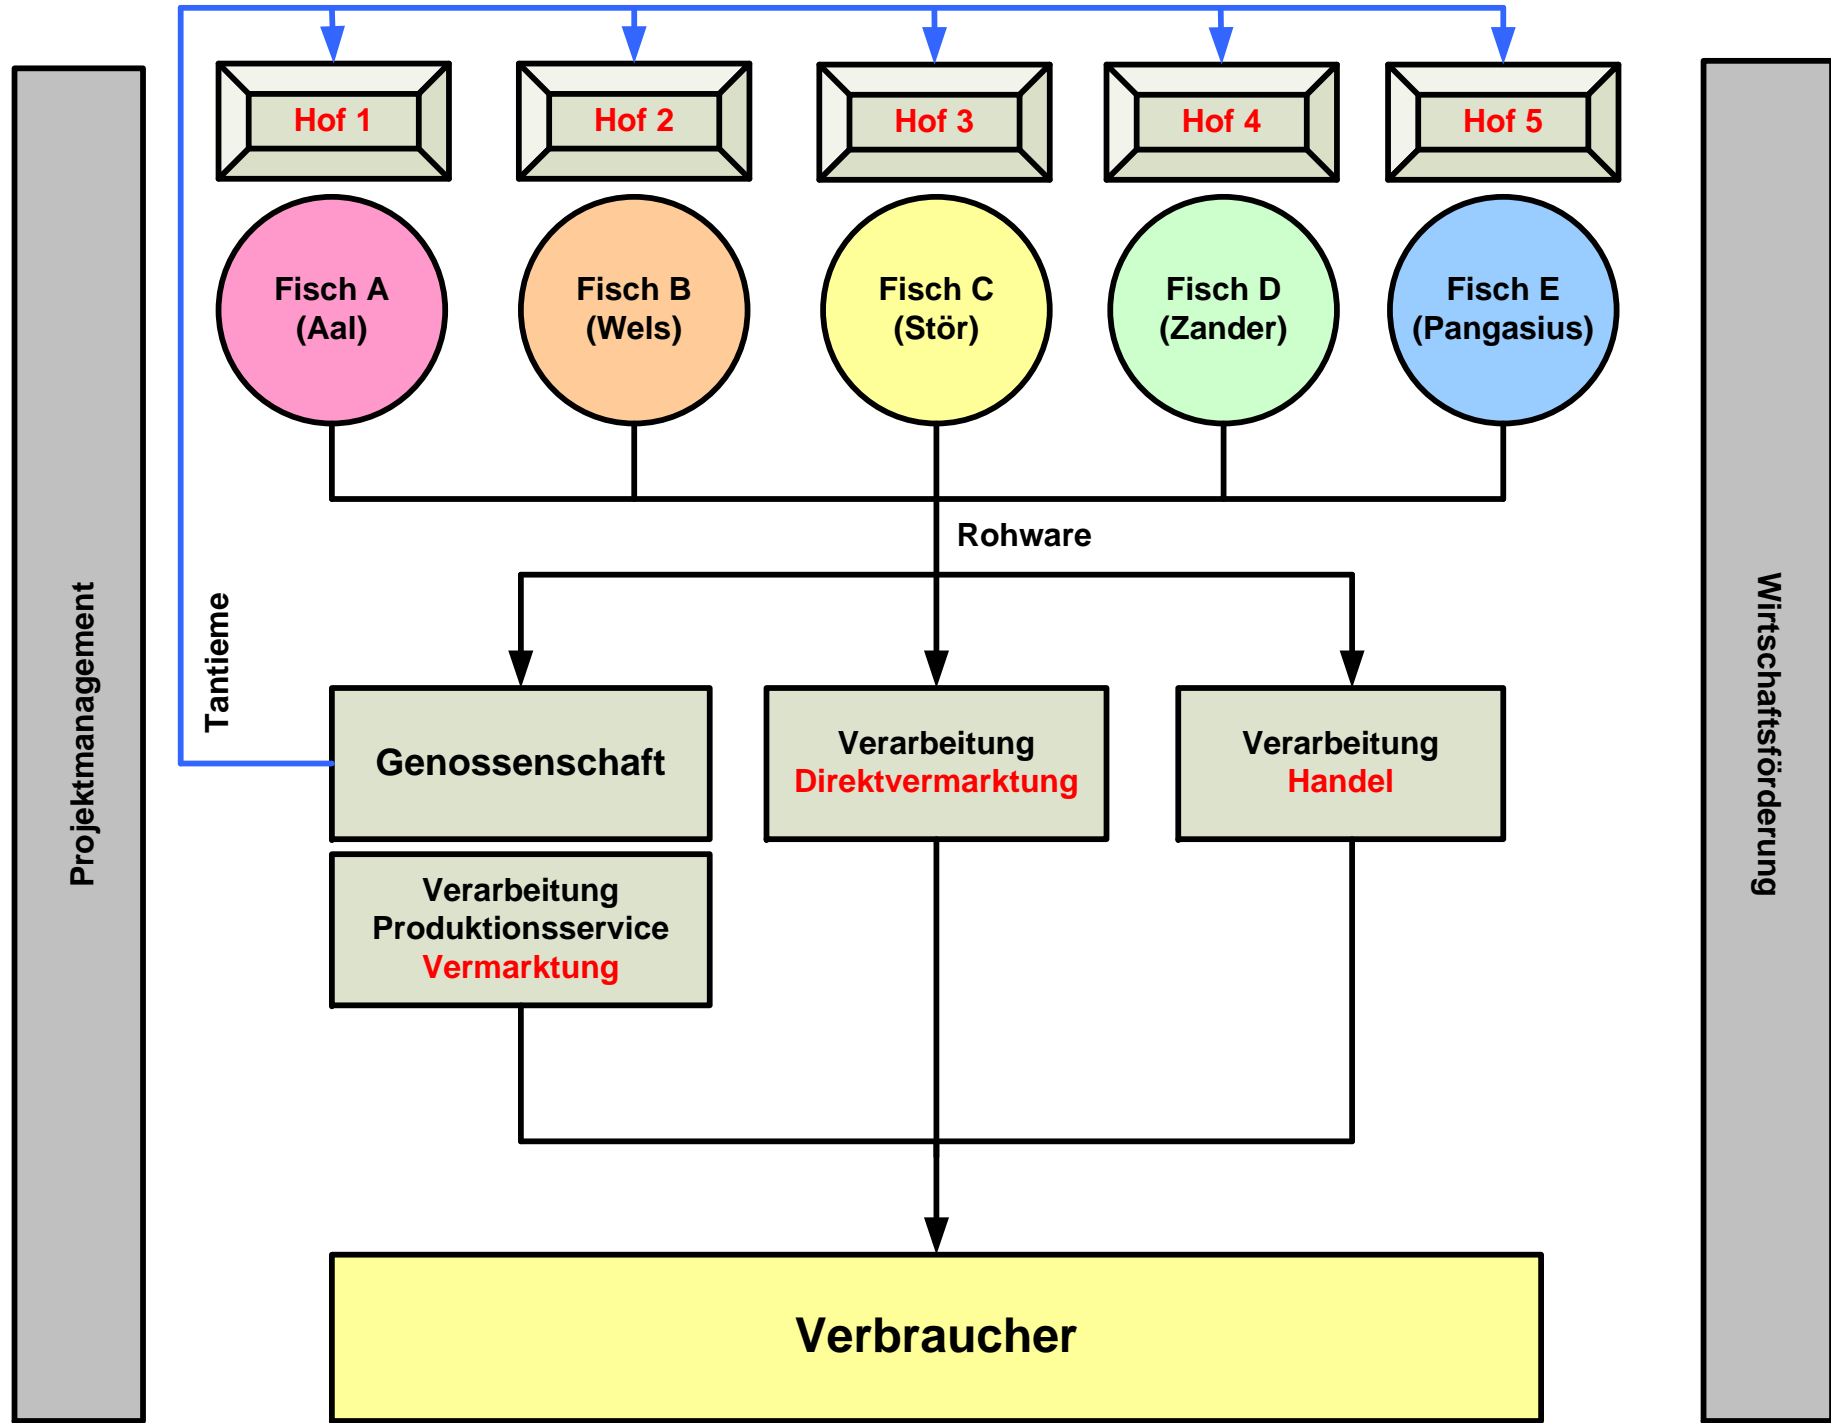 Hof 1
Hof 2
Hof 3
Hof 4
Hof 5
Fisch A
(Aal)
Fisch B
(Wels)
Fisch C
(Stör)
Fisch D
(Zander)
Fisch E
(Pangasius)
Rohware
Tantieme
Projektmanagement
Wirtschaftsförderung
Genossenschaft
Verarbeitung
Direktvermarktung
Verarbeitung
Handel
Verarbeitung
Produktionsservice
Vermarktung
Verbraucher